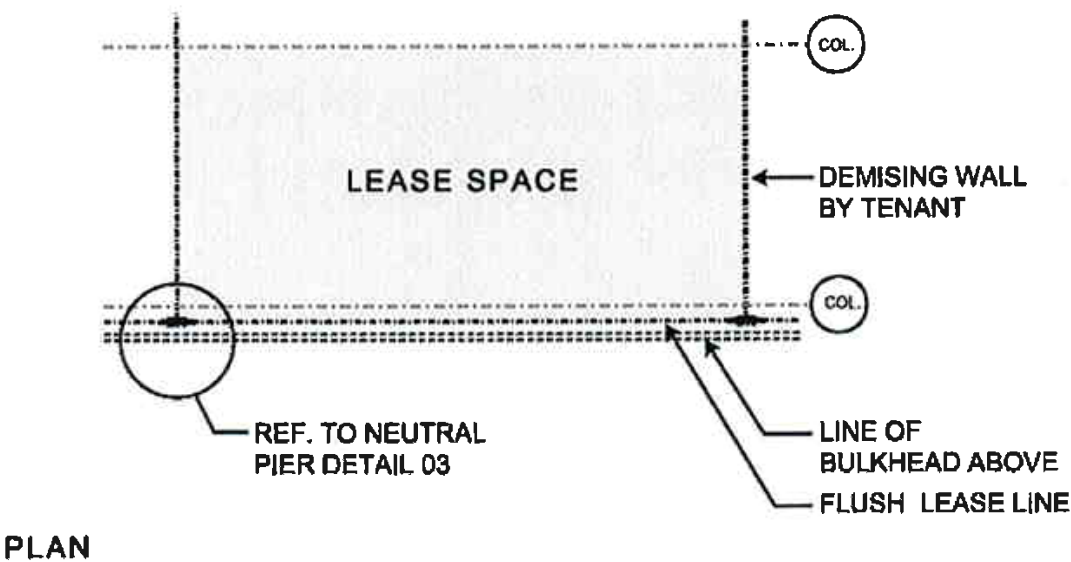 COL.
LEASE SPACE
DEMISING WALL
BY TENANT
COL.
REF. TO NEUTRAL
PIER DETAIL 03
LINE OF
BULKHEAD ABOVE
FLUSH LEASE LINE
PLAN